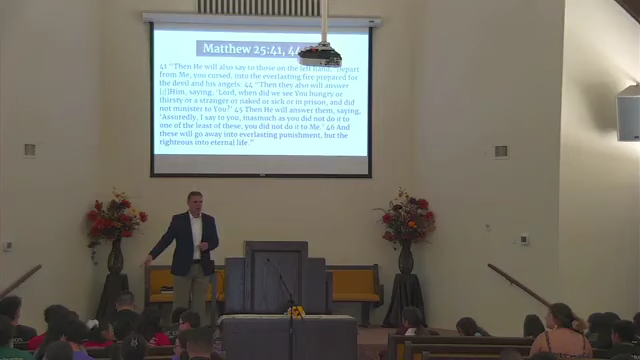 Matthew 25:41, 44
41 "Then He will also say to those on the left hand, 'Depart
from Me, you cursed, into the everlasting fire prepared for
the devil and his angels: 44 "Then they also will answer
[j]Him, saying, 'Lord, when did we see You hungry or
thirsty or a stranger or naked or sick or in prison, and did
not minister to You?' 45 Then He will answer them, saying,
'Assuredly, I say to you, inasmuch as you did not do it to
one of the least of these, you did not do it to Me.' 46 And
these will go away into everlasting punishment, but the
righteous into eternal life."